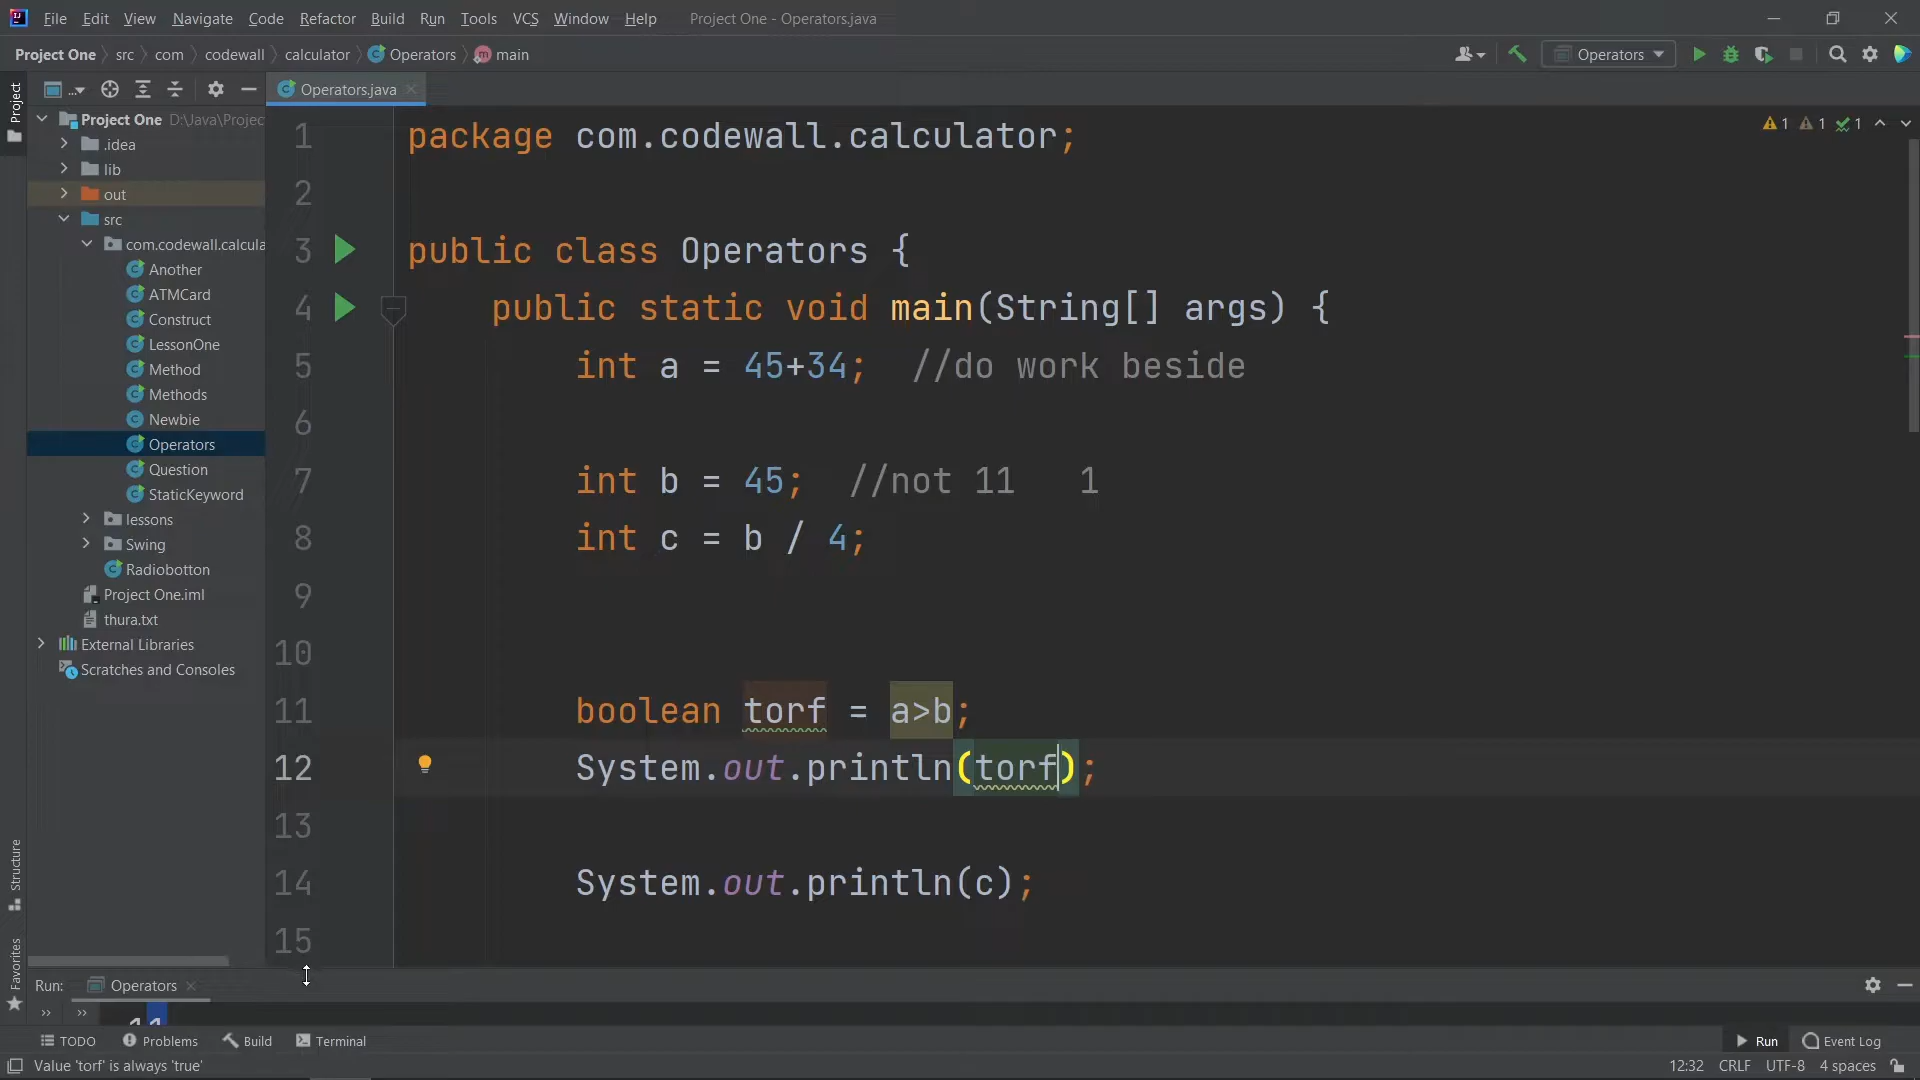 File Edit View Navigate Code Refactor Build Run Tools VCS Window Help Project One - Operators.java
Project One src com codewall calculator Operators main
Operators
Project
...
Operators.java
Project One D:\Java\Projec
.idea
lib
out
src
com.codewall.calcula
Another
ATMCard
Construct
LessonOne
Method
Methods
Newbie
Operators
Question
StaticKeyword
lessons
Swing
Radiobotton
Project One.iml
thura.txt
External Libraries
Scratches and Consoles
1 1 1
1 package com.codewall.calculator;
2
3 public class Operators {
4 public static void main(String[] args) {
5 int a = 45+34; //do work beside
6
7 int b = 45; //not 11 1
8 int c = b / 4;
9
10
11 boolean torf = a>b;
12 System.out.println(torf);
13
14 System.out.println(c);
15
Structure
Favorites
Run: Operators
TODO Problems Build Terminal Run Event Log
Value 'torf' is always 'true' 12:32 CRLF UTF-8 4 spaces